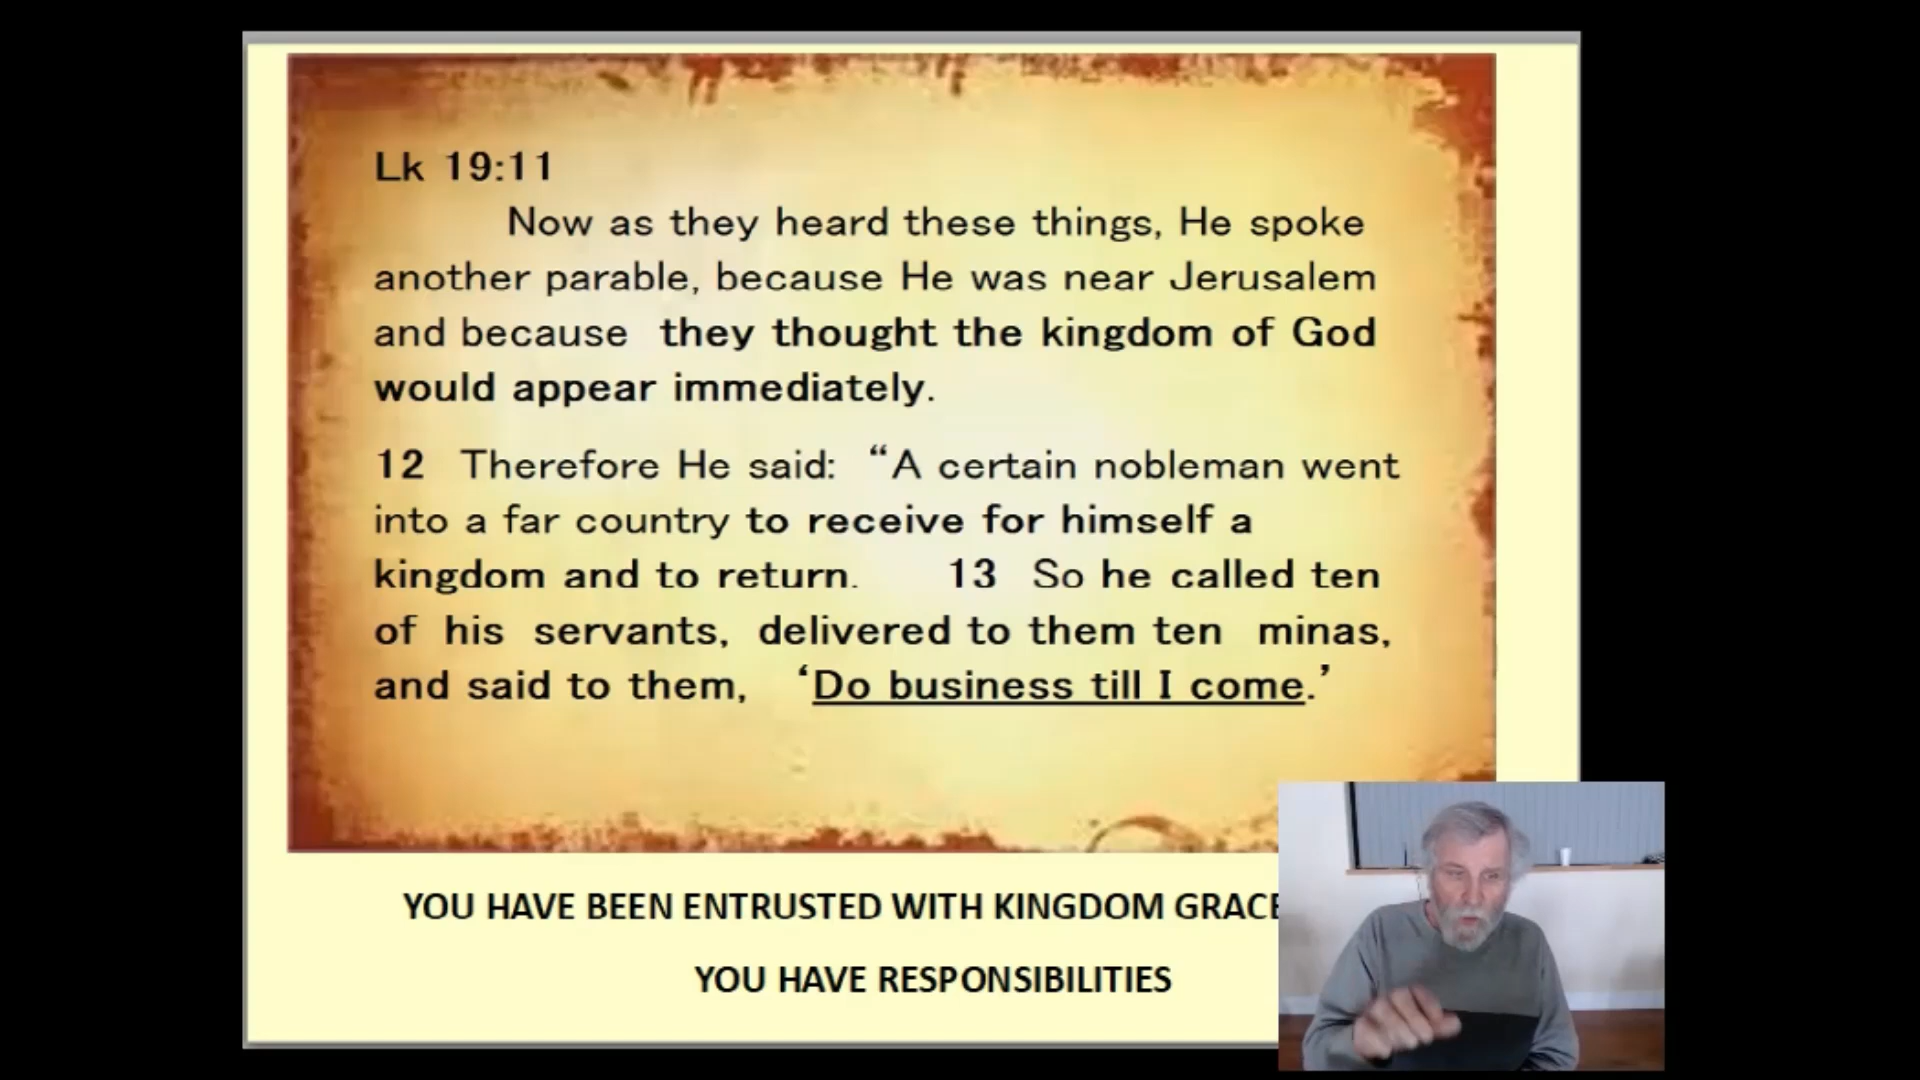 Lk 19:11
Now as they heard these things, He spoke
another parable, because He was near Jerusalem
and because they thought the kingdom of God
would appear immediately.
12 Therefore He said: “A certain nobleman went
into a far country to receive for himself a
kingdom and to return. 13 So he called ten
of his servants, delivered to them ten minas,
and said to them, ‘Do business till I come.’
YOU HAVE BEEN ENTRUSTED WITH KINGDOM GRACE
YOU HAVE RESPONSIBILITIES